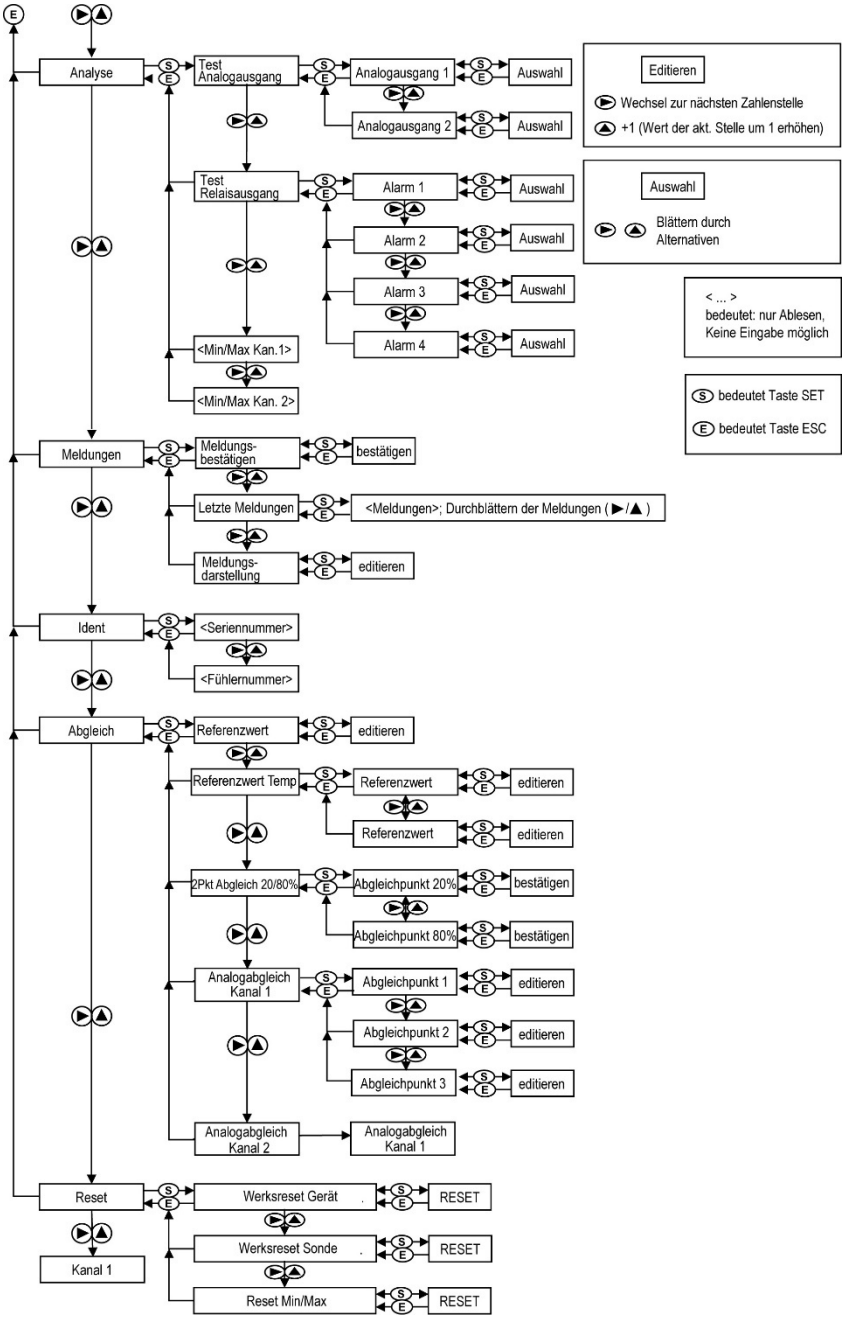 E
Analyse
S
E
Test
Analogausgang
S
E
Analogausgang 1
S
E
Auswahl
Analogausgang 2
S
E
Auswahl
Test
Relaisausgang
S
E
Alarm 1
S
E
Auswahl
Alarm 2
S
E
Auswahl
Alarm 3
S
E
Auswahl
Alarm 4
S
E
Auswahl
<Min/Max Kan.1>
<Min/Max Kan. 2>
Editieren
Wechsel zur nächsten Zahlenstelle
+1 (Wert der akt. Stelle um 1 erhöhen)
Auswahl
Blättern durch
Alternativen
< ... >
bedeutet: nur Ablesen,
Keine Eingabe möglich
S bedeutet Taste SET
E bedeutet Taste ESC
Meldungen
S
E
Meldungs-
bestätigen
S
E
bestätigen
Letzte Meldungen
S
E
<Meldungen>; Durchblättern der Meldungen (▶/▲)
Meldungs-
darstellung
S
E
editieren
Ident
S
E
<Seriennummer>
<Fühlernummer>
Abgleich
S
E
Referenzwert
S
E
editieren
Referenzwert Temp
S
E
Referenzwert
S
E
editieren
Referenzwert
S
E
editieren
2Pkt Abgleich 20/80%
S
E
Abgleichpunkt 20%
S
E
bestätigen
Abgleichpunkt 80%
S
E
bestätigen
Analogabgleich
Kanal 1
S
E
Abgleichpunkt 1
S
E
editieren
Abgleichpunkt 2
S
E
editieren
Abgleichpunkt 3
S
E
editieren
Analogabgleich
Kanal 2
Analogabgleich
Kanal 1
Reset
S
E
Werksreset Gerät .
S
E
RESET
Werksreset Sonde .
S
E
RESET
Reset Min/Max
S
E
RESET
Kanal 1